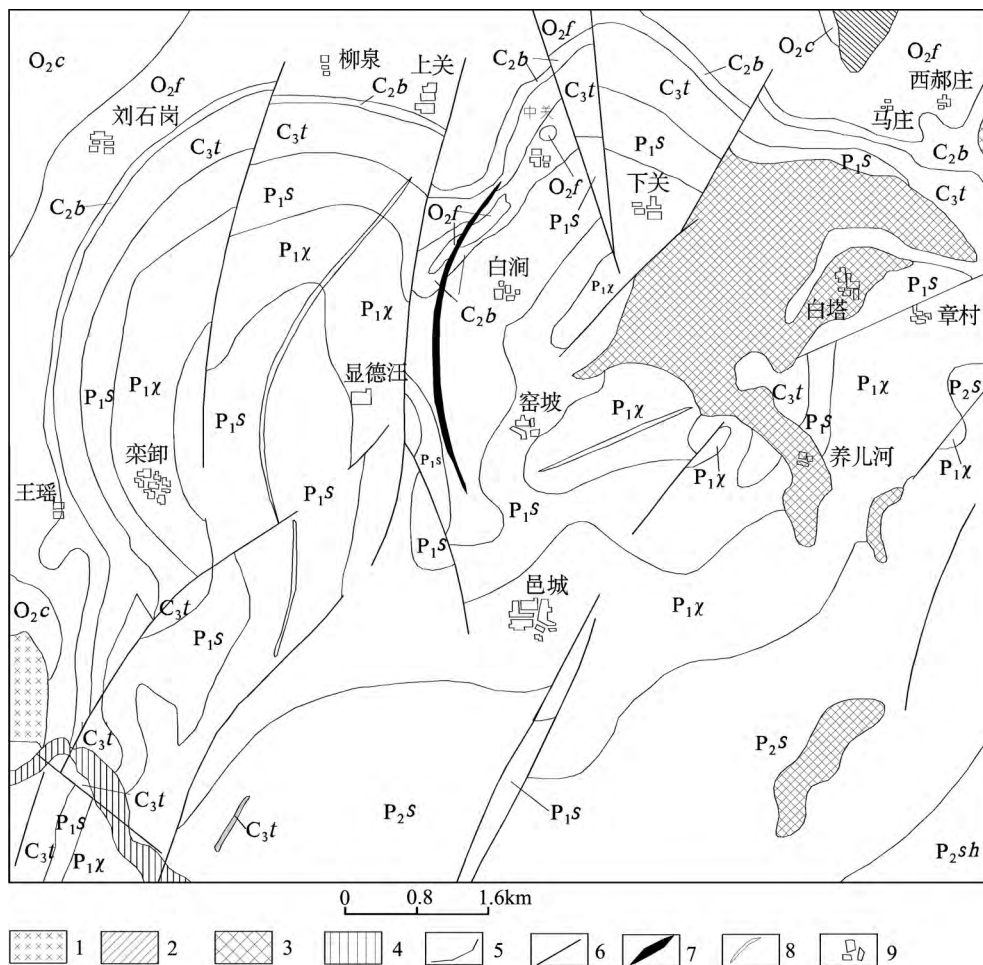 O₂c
柳泉
O₂f
刘石岗
上关
C₂b
C₂b
C₃t
C₃t
中关
O₂f
C₂b
C₃t
C₃t
C₂b
O₂c
O₂f
西郝庄
马庄
C₂b
P₁s
C₃t
C₂b
P₁s
P₁χ
O₂f
O₂f
P₁s
P₁s
下关
白涧
C₂b
P₁χ
白塔
P₁s
章村
P₁χ
显德汪
P₁s
P₁χ
P₁s
栾卸
王瑶
P₁s
P₁s
P₁s
窑坡
P₁χ
P₁s
P₁χ
C₃t
P₁s
P₁χ
P₂s
P₁χ
养儿河
邑城
P₁χ
O₂c
C₃t
P₁s
C₃t
C₃t
P₁s
C₃t
P₁χ
C₃t
P₂s
P₁s
P₂s
P₂sh
0 0.8 1.6km
1 2 3 4 5 6 7 8 9